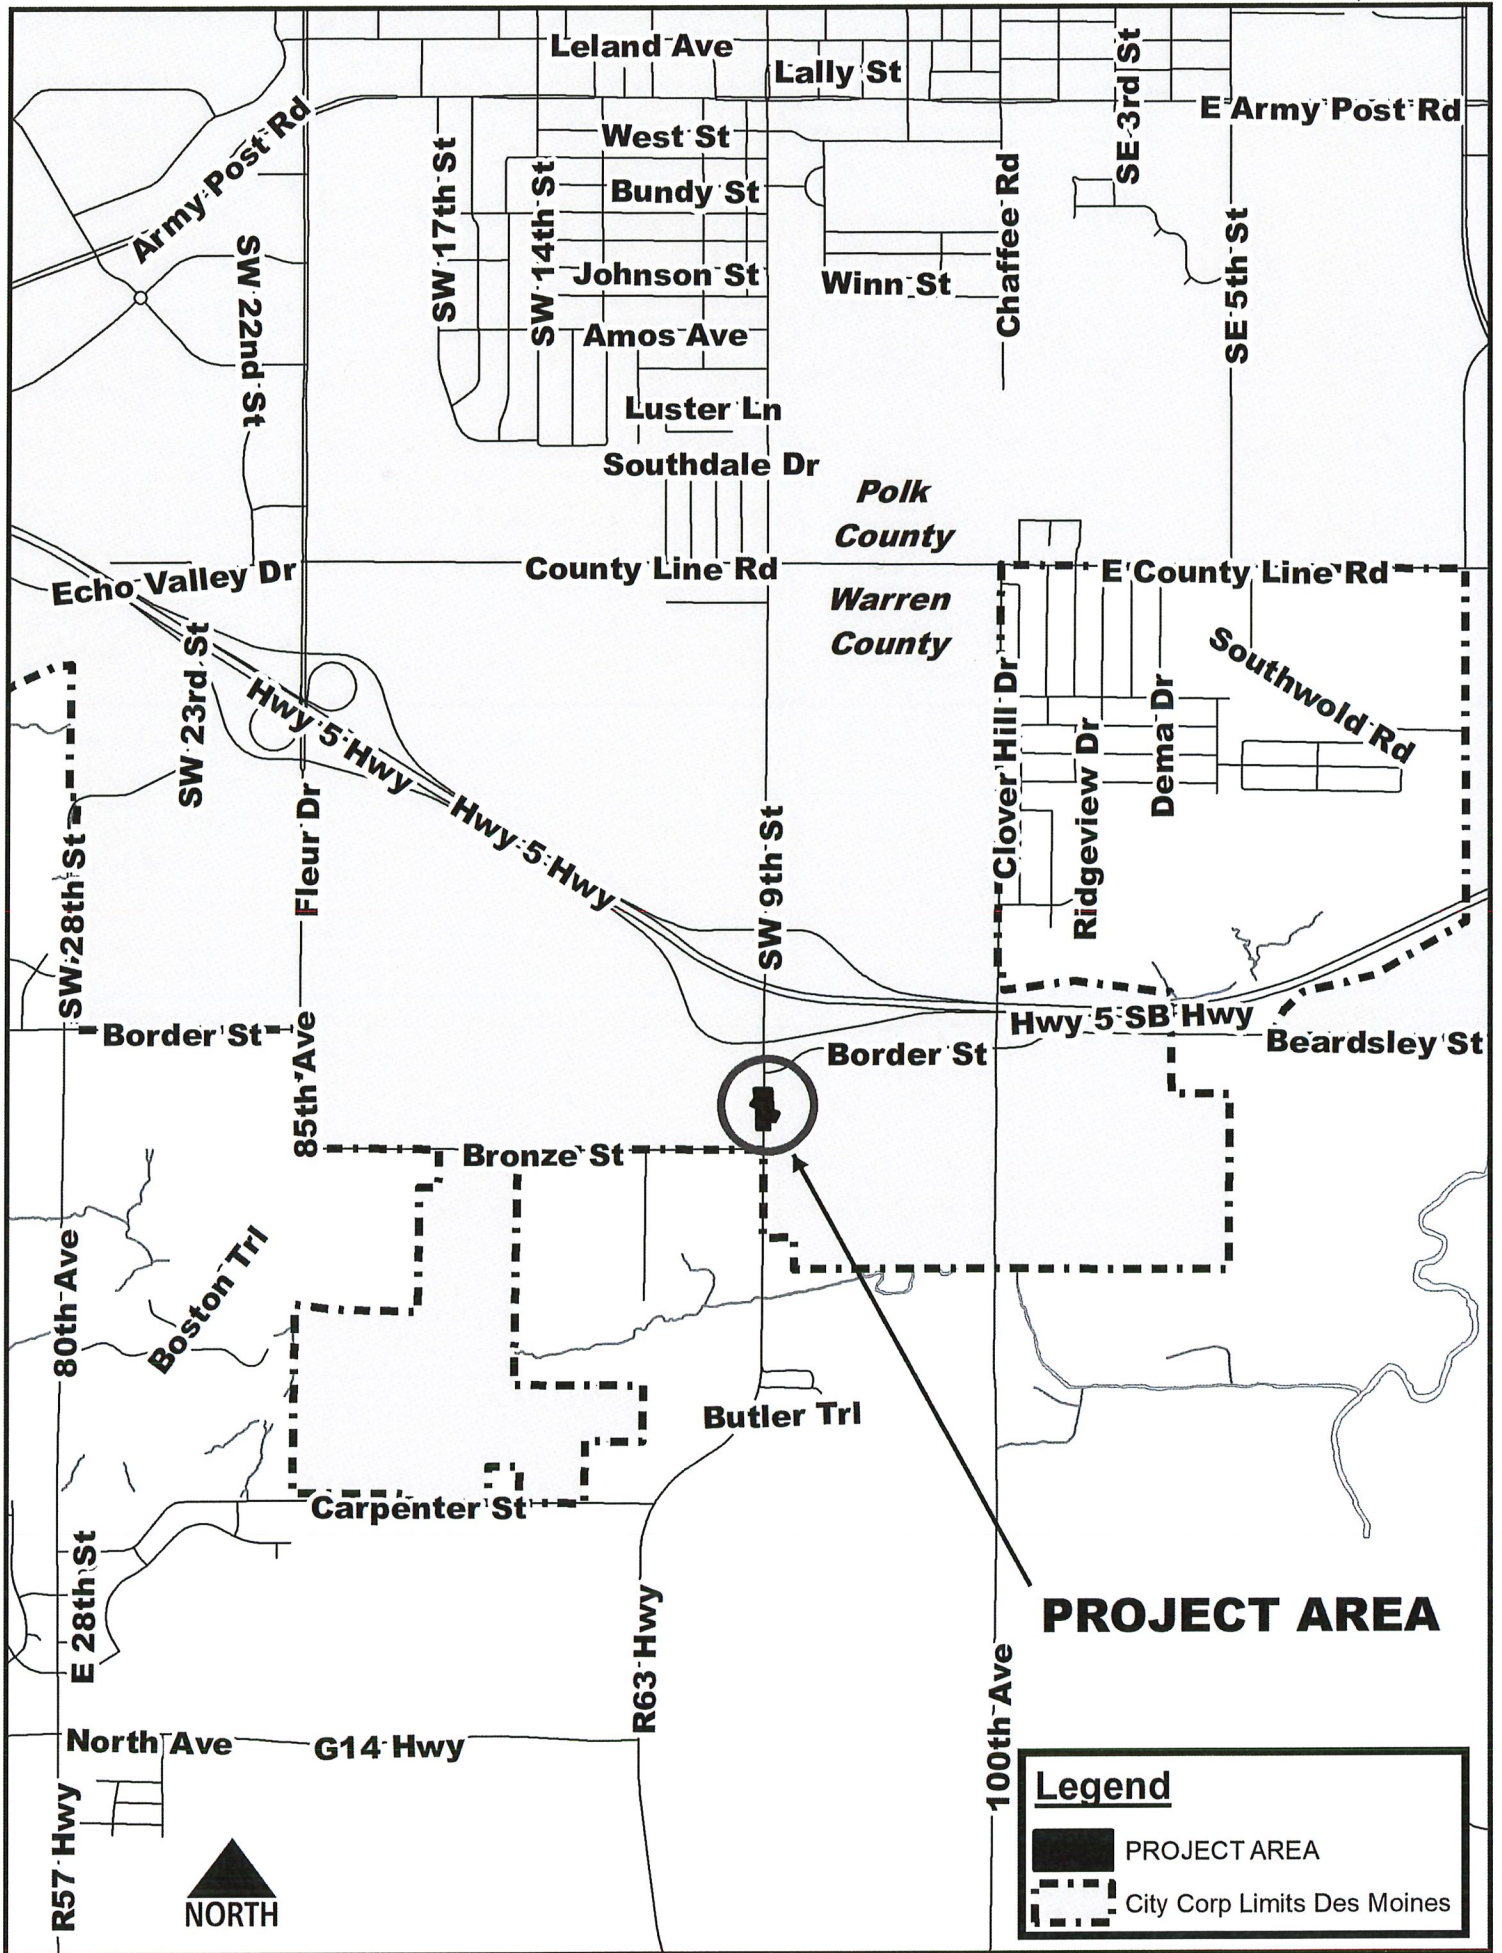 Leland Ave
Lally St
SE 3rd St
E Army Post Rd
Army Post Rd
West St
SW 17th St
SW 14th St
Bundy St
Chaffee Rd
SW 22nd St
Johnson St
Winn St
SE 5th St
Amos Ave
Luster Ln
Southdale Dr
Polk
County
Echo Valley Dr
County Line Rd
E County Line Rd
Warren
County
SW 23rd St
Hwy 5 Hwy
Southwold Rd
Clover Hill Dr
Dema Dr
Ridgeview Dr
Fleur Dr
Hwy 5 Hwy
SW 9th St
SW 28th St
Hwy 5 SB Hwy
Border St
85th Ave
Border St
Beardsley St
Bronze St
80th Ave
Boston Trl
Butler Trl
Carpenter St
E 28th St
R63 Hwy
PROJECT AREA
100th Ave
North Ave
G14 Hwy
R57 Hwy
NORTH
Legend
PROJECT AREA
City Corp Limits Des Moines